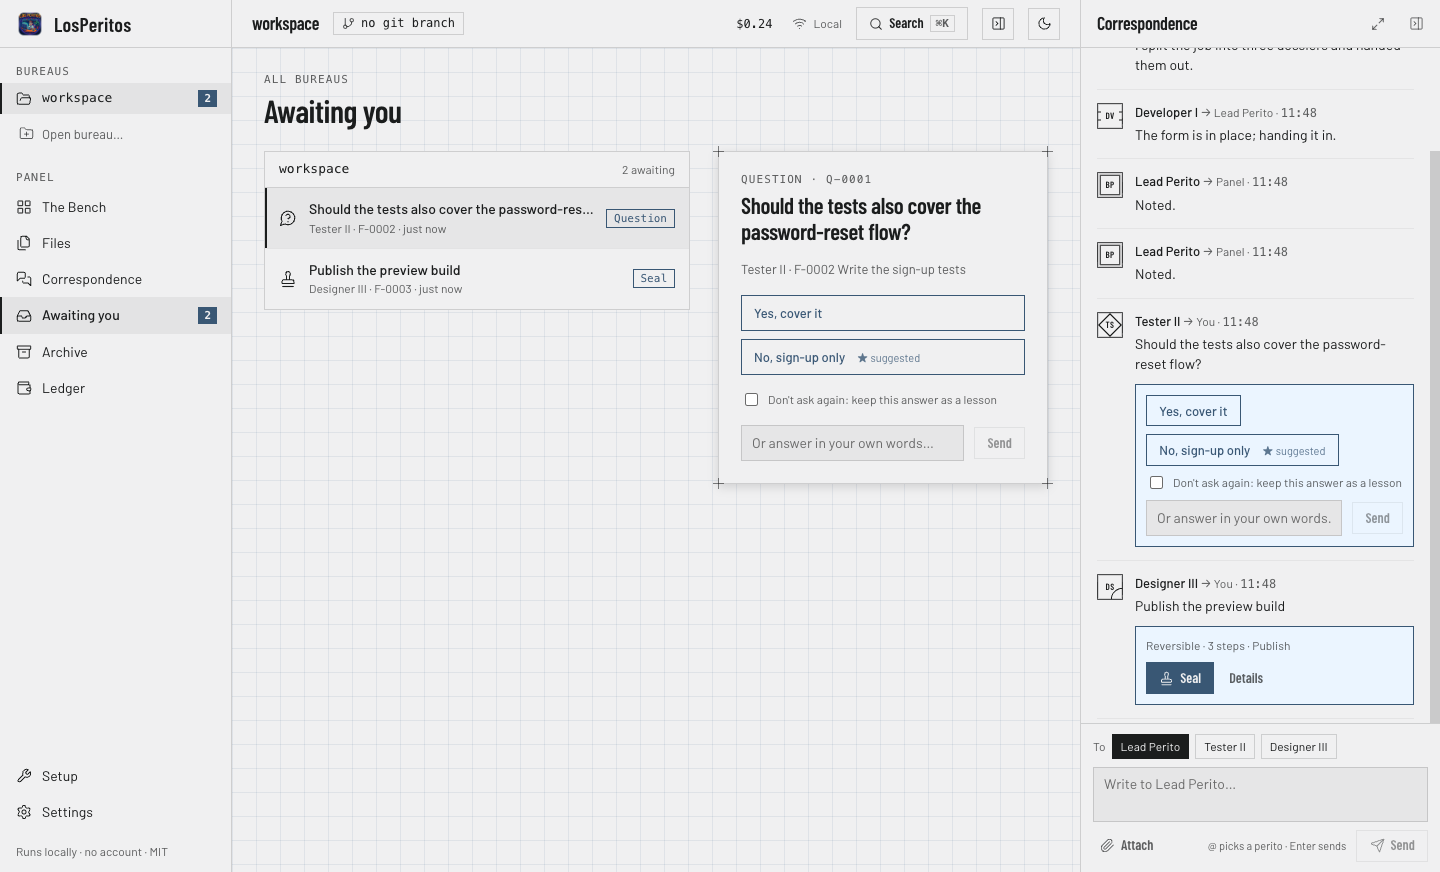 LosPeritos
BUREAUS
workspace 2
Open bureau...
PANEL
The Bench
Files
Correspondence
Awaiting you 2
Archive
Ledger
Setup
Settings
Runs locally · no account · MIT
workspace
no git branch
$0.24
Local
Search ⌘K
ALL BUREAUS
Awaiting you
workspace 2 awaiting
Should the tests also cover the password-res...
Tester II · F-0002 · just now
Question
Publish the preview build
Designer III · F-0003 · just now
Seal
QUESTION · Q-0001
Should the tests also cover the
password-reset flow?
Tester II · F-0002 Write the sign-up tests
Yes, cover it
No, sign-up only ★ suggested
Don't ask again: keep this answer as a lesson
Or answer in your own words...
Send
Correspondence
them out.
DV
Developer I → Lead Perito · 11:48
The form is in place; handing it in.
BP
Lead Perito → Panel · 11:48
Noted.
BP
Lead Perito → Panel · 11:48
Noted.
TS
Tester II → You · 11:48
Should the tests also cover the password-
reset flow?
Yes, cover it
No, sign-up only ★ suggested
Don't ask again: keep this answer as a lesson
Or answer in your own words.
Send
DS
Designer III → You · 11:48
Publish the preview build
Reversible · 3 steps · Publish
Seal
Details
To Lead Perito Tester II Designer III
Write to Lead Perito...
Attach
@ picks a perito · Enter sends
Send